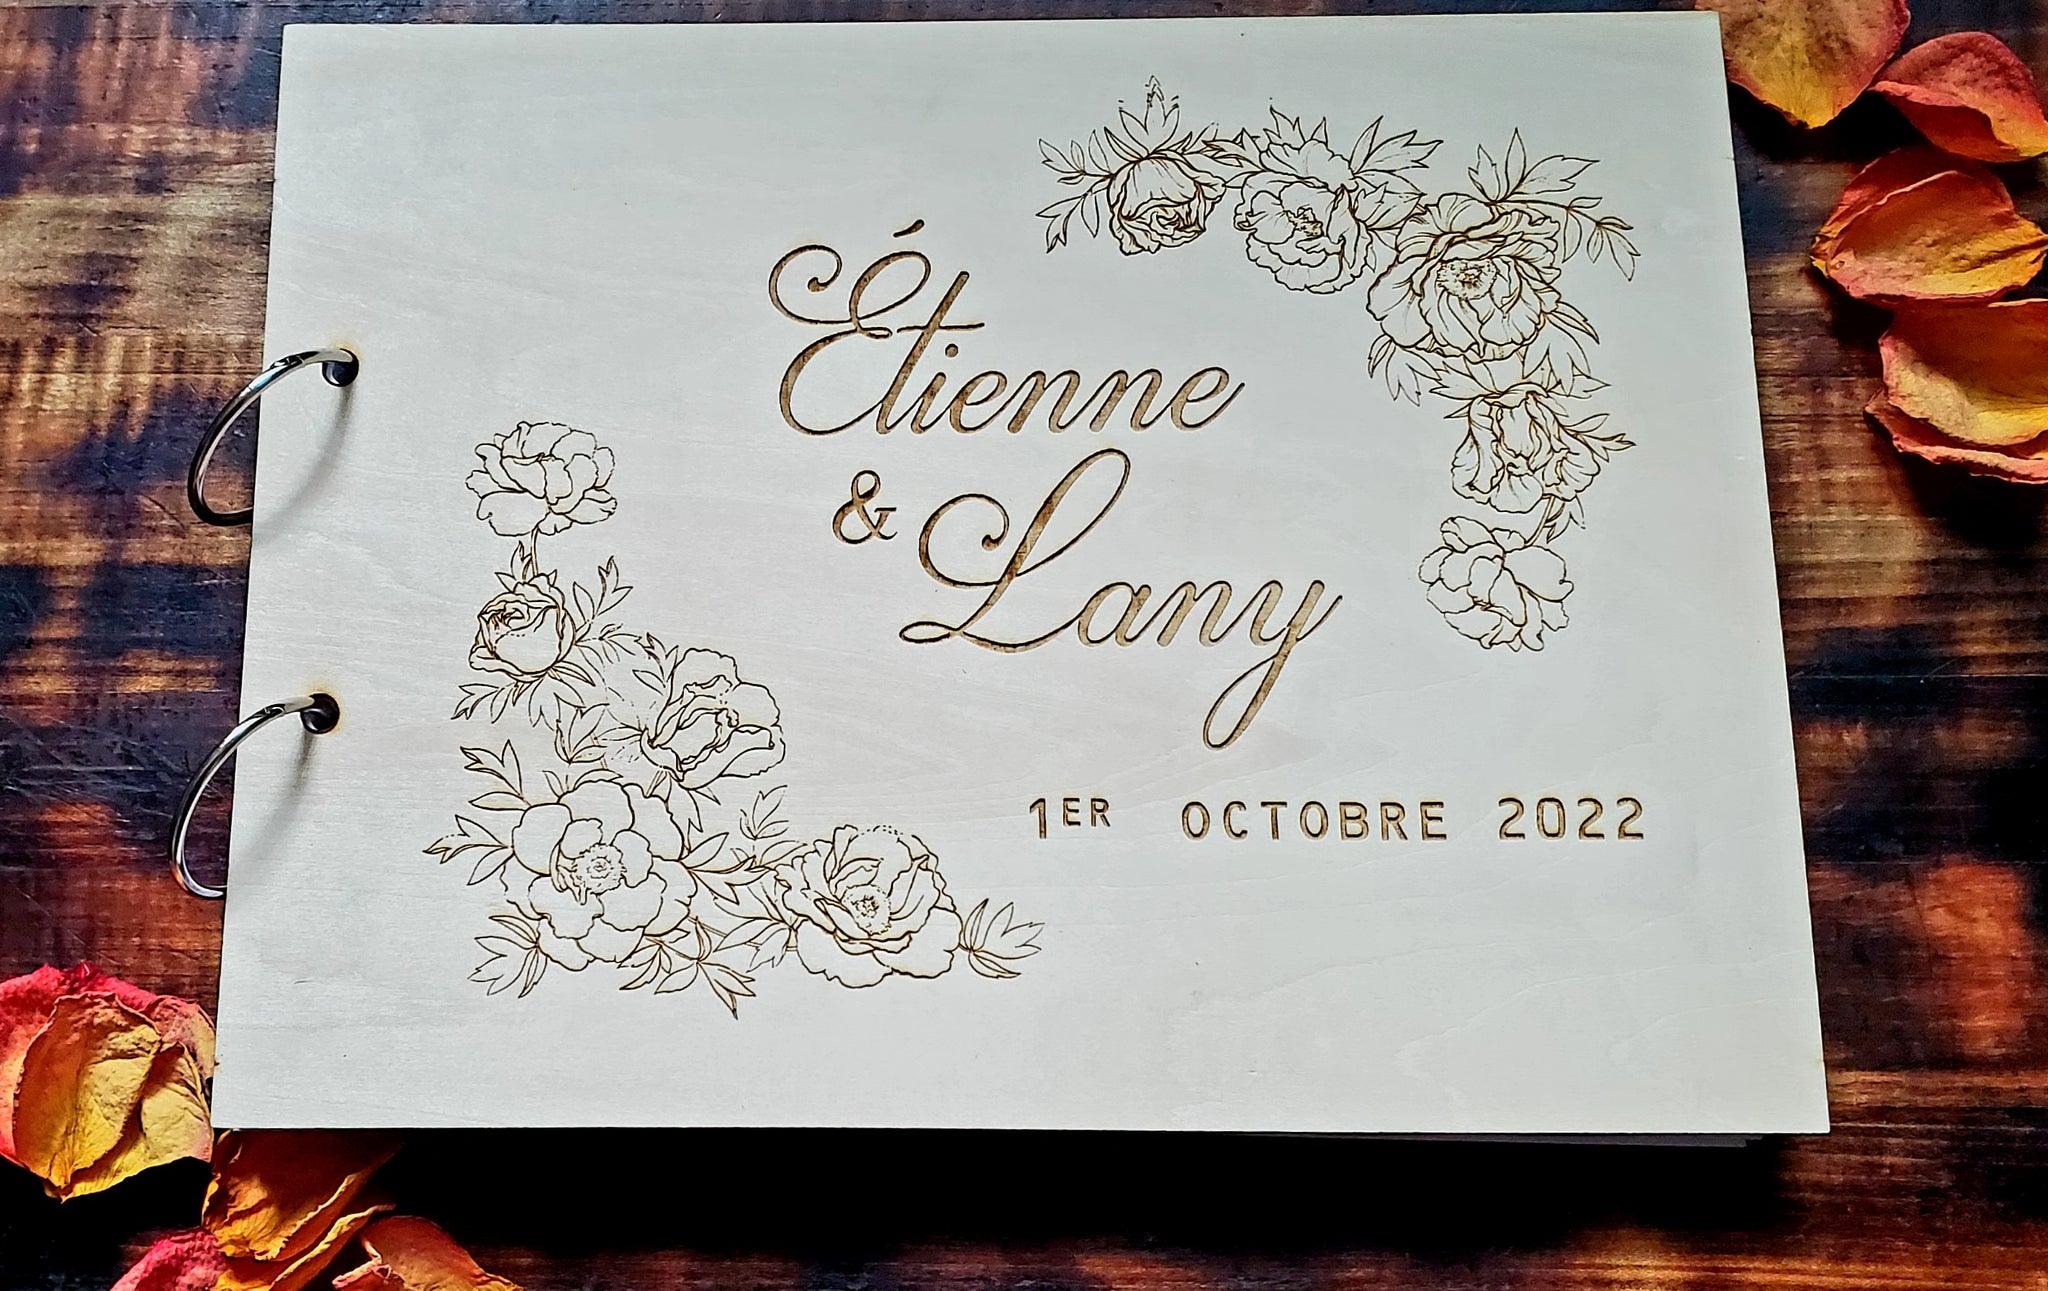 Étienne
& Lany
1ER OCTOBRE 2022